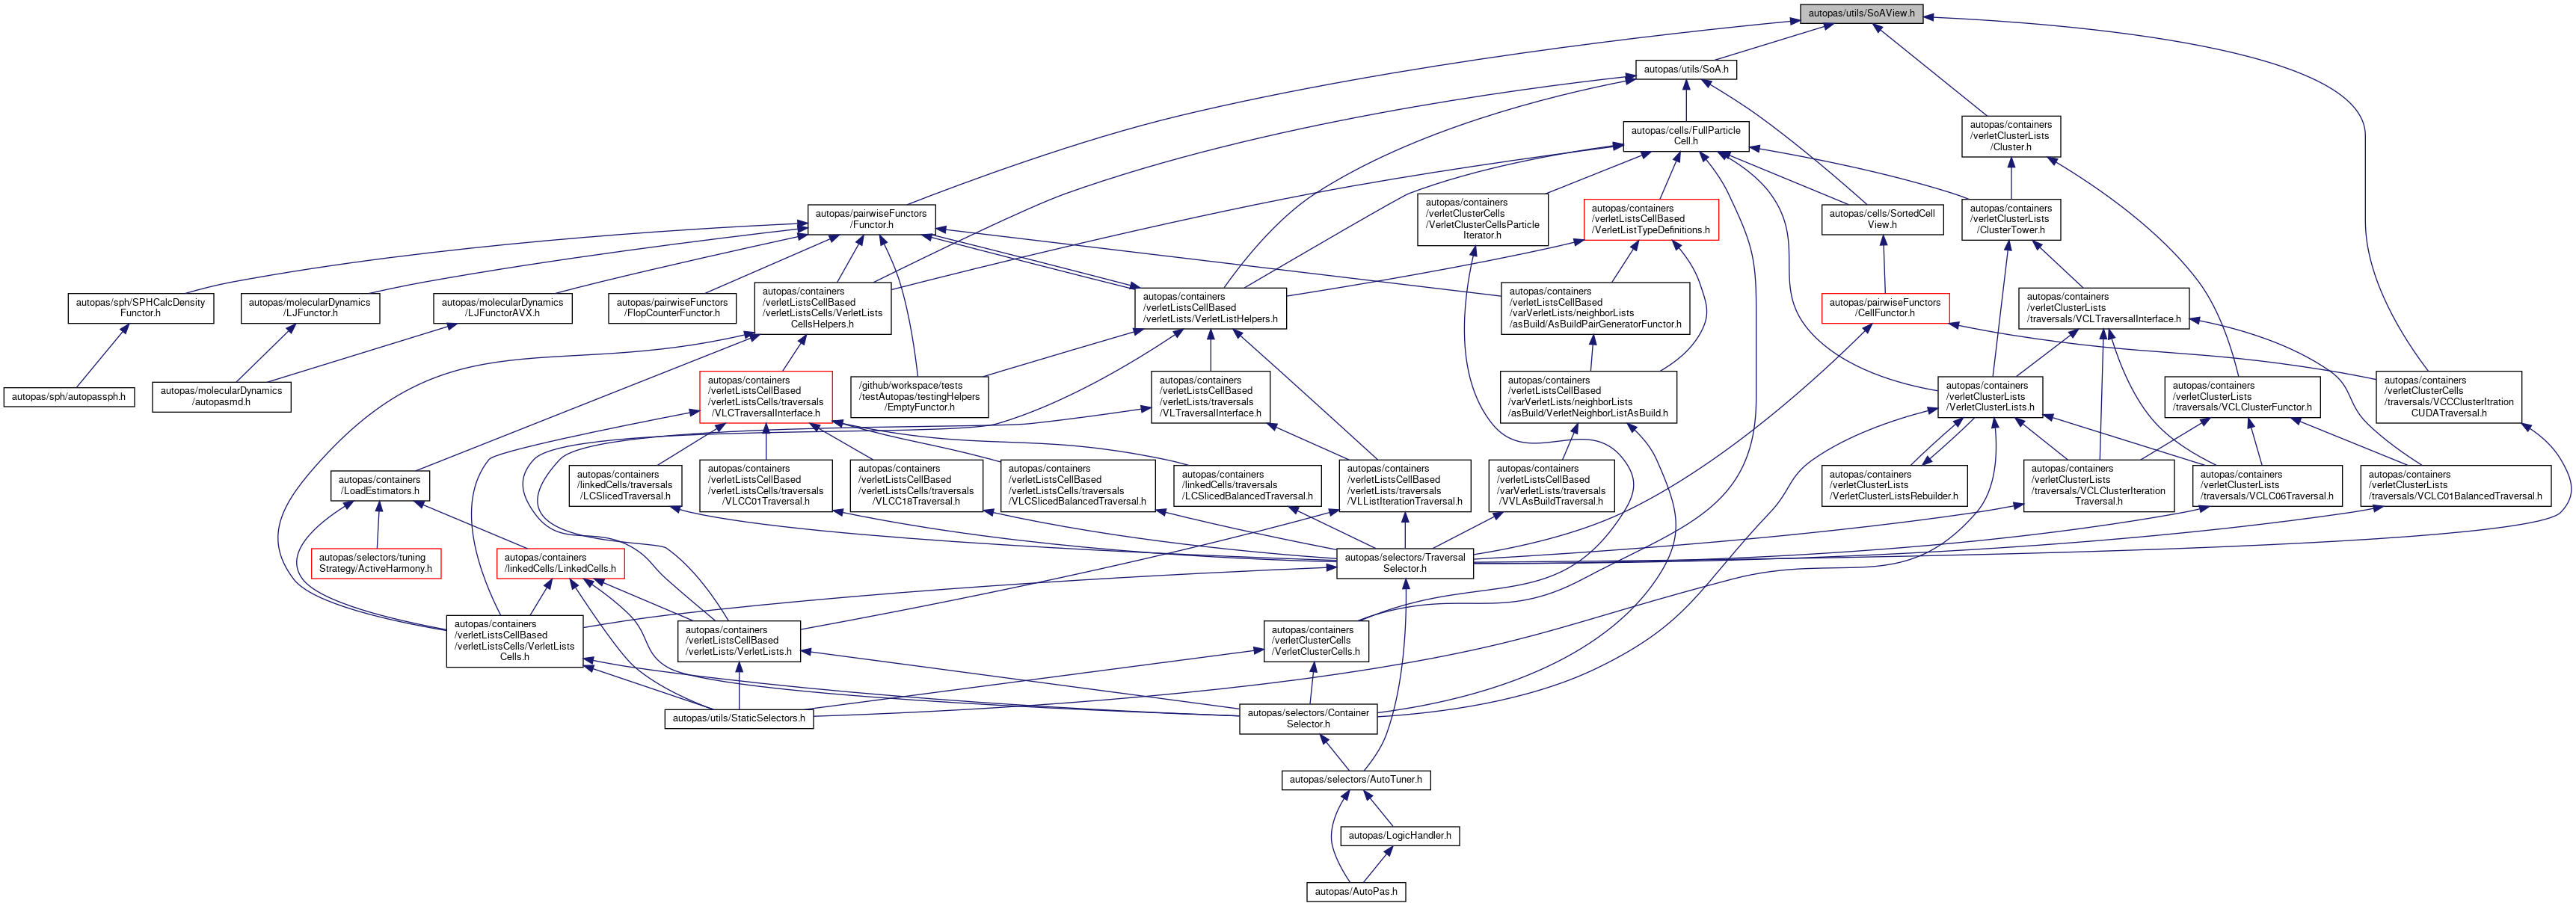 autopas/utils/SoAView.h
autopas/utils/SoA.h
autopas/cells/FullParticle
Cell.h
autopas/containers
/verletClusterLists
/Cluster.h
autopas/containers
/verletClusterCells
/VerletClusterCellsParticle
Iterator.h
autopas/containers
/verletListsCellBased
/VerletListTypeDefinitions.h
autopas/cells/SortedCell
View.h
autopas/containers
/verletClusterLists
/ClusterTower.h
autopas/pairwiseFunctors
/Functor.h
autopas/sph/SPHCalcDensity
Functor.h
autopas/molecularDynamics
/LJFunctor.h
autopas/molecularDynamics
/LJFunctorAVX.h
autopas/pairwiseFunctors
/FlopCounterFunctor.h
autopas/containers
/verletListsCellBased
/verletListsCells/VerletLists
CellsHelpers.h
autopas/containers
/verletListsCellBased
/verletLists/VerletListHelpers.h
autopas/containers
/verletListsCellBased
/varVerletLists/neighborLists
/asBuild/AsBuildPairGeneratorFunctor.h
autopas/pairwiseFunctors
/CellFunctor.h
autopas/containers
/verletClusterLists
/traversals/VCLTraversalInterface.h
autopas/sph/autopassph.h
autopas/molecularDynamics
/autopasmd.h
autopas/containers
/verletListsCellBased
/verletListsCells/traversals
/VLCTraversalInterface.h
/github/workspace/tests
/testAutopas/testingHelpers
/EmptyFunctor.h
autopas/containers
/verletListsCellBased
/verletLists/traversals
/VLTraversalInterface.h
autopas/containers
/verletListsCellBased
/varVerletLists/neighborLists
/asBuild/VerletNeighborListAsBuild.h
autopas/containers
/verletClusterLists
/VerletClusterLists.h
autopas/containers
/verletClusterLists
/traversals/VCLClusterFunctor.h
autopas/containers
/verletClusterCells
/traversals/VCCClusterItration
CUDATraversal.h
autopas/containers
/LoadEstimators.h
autopas/containers
/linkedCells/traversals
/LCSlicedTraversal.h
autopas/containers
/verletListsCellBased
/verletListsCells/traversals
/VLCC01Traversal.h
autopas/containers
/verletListsCellBased
/verletListsCells/traversals
/VLCC18Traversal.h
autopas/containers
/verletListsCellBased
/verletListsCells/traversals
/VLCSlicedBalancedTraversal.h
autopas/containers
/linkedCells/traversals
/LCSlicedBalancedTraversal.h
autopas/containers
/verletListsCellBased
/verletLists/traversals
/VLListIterationTraversal.h
autopas/containers
/verletListsCellBased
/varVerletLists/traversals
/VVLAsBuildTraversal.h
autopas/containers
/verletClusterLists
/VerletClusterListsRebuilder.h
autopas/containers
/verletClusterLists
/traversals/VCLClusterIteration
Traversal.h
autopas/containers
/verletClusterLists
/traversals/VCLC06Traversal.h
autopas/containers
/verletClusterLists
/traversals/VCLC01BalancedTraversal.h
autopas/selectors/tuning
Strategy/ActiveHarmony.h
autopas/containers
/linkedCells/LinkedCells.h
autopas/selectors/Traversal
Selector.h
autopas/containers
/verletListsCellBased
/verletListsCells/VerletLists
Cells.h
autopas/containers
/verletListsCellBased
/verletLists/VerletLists.h
autopas/containers
/verletClusterCells
/VerletClusterCells.h
autopas/utils/StaticSelectors.h
autopas/selectors/Container
Selector.h
autopas/selectors/AutoTuner.h
autopas/LogicHandler.h
autopas/AutoPas.h